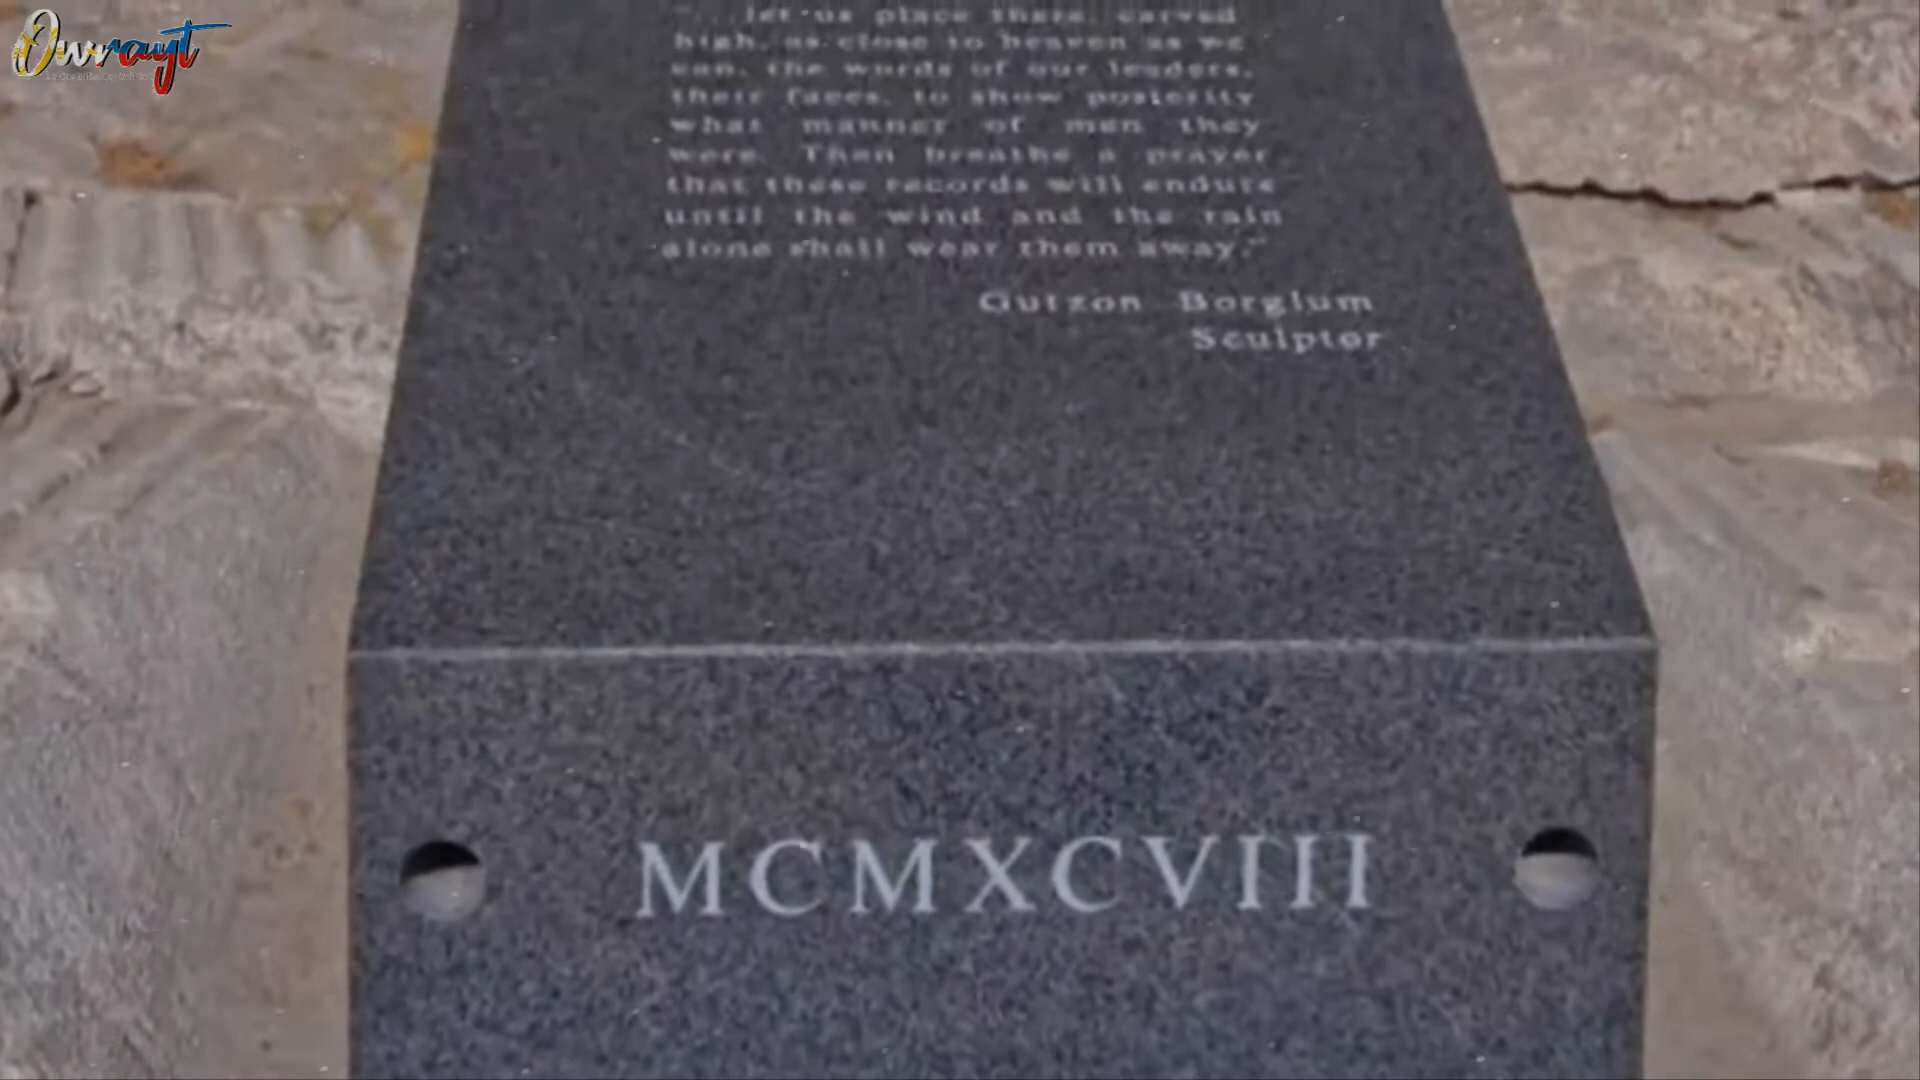 Owrayt
"...let us place there, carved
high, as close to heaven as we
can, the words of our leaders,
their faces, to show posterity
what manner of men they
were. Then breathe a prayer
that these records will endure
until the wind and the rain
alone shall wear them away."
Gutzon Borglum
Sculptor
MCMXCVIII